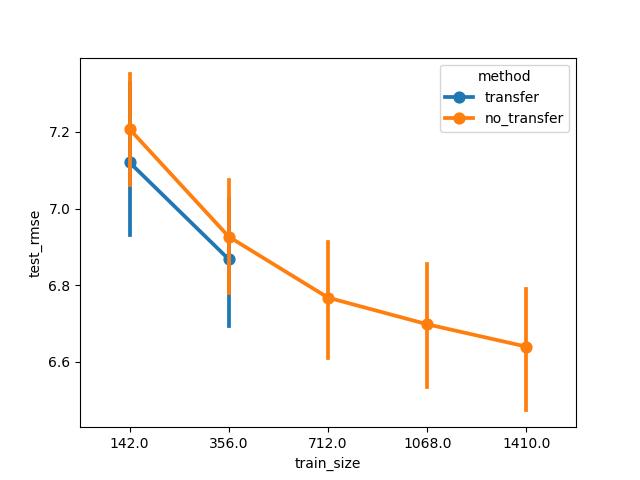 method
transfer
no_transfer
7.2
7.0
6.8
6.6
test_rmse
142.0 356.0 712.0 1068.0 1410.0
train_size